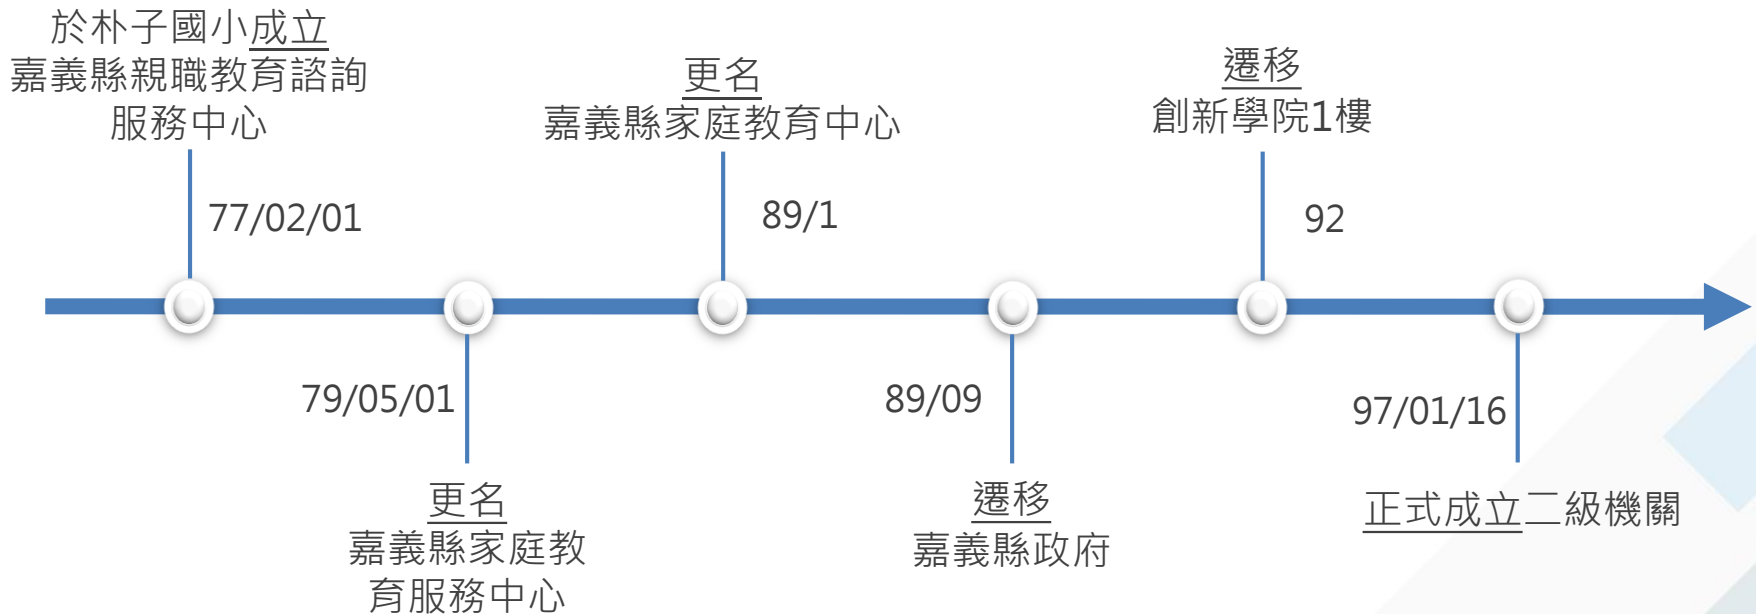 於朴子國小成立
嘉義縣親職教育諮詢
服務中心
77/02/01
79/05/01
更名
嘉義縣家庭教
育服務中心
更名
嘉義縣家庭教育中心
89/1
89/09
遷移
嘉義縣政府
遷移
創新學院1樓
92
97/01/16
正式成立二級機關